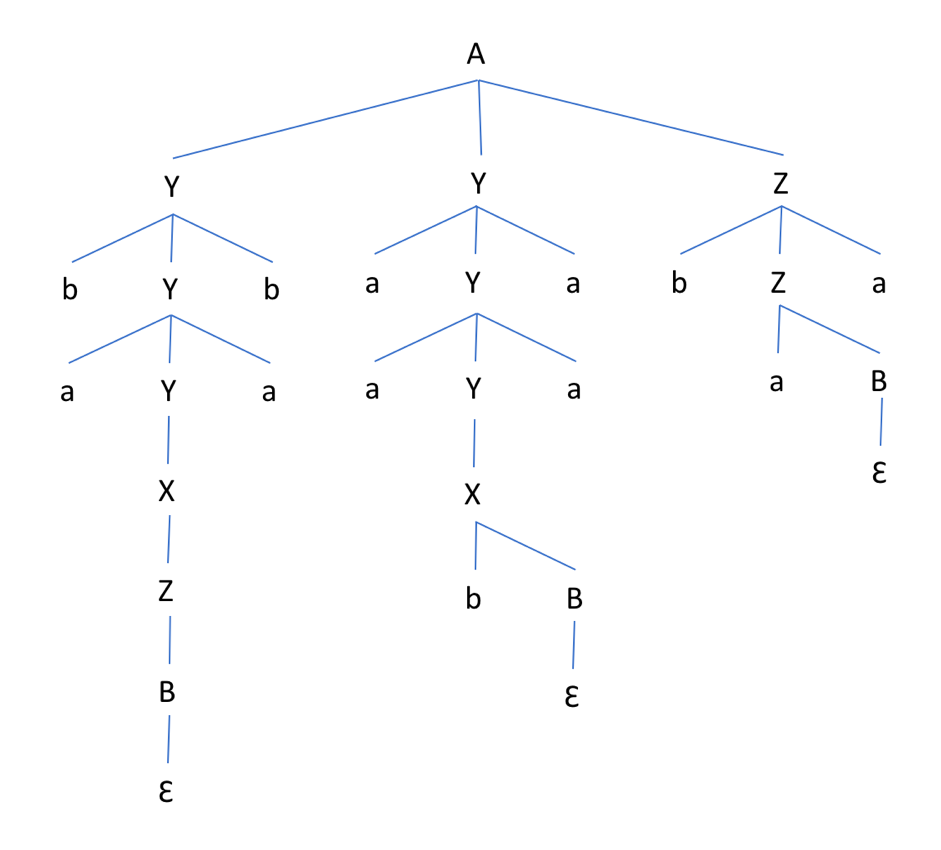 A
Y Y Z
b Y b a Y a b Z a
a Y a a Y a a B
X X ε
Z b B
B ε
ε